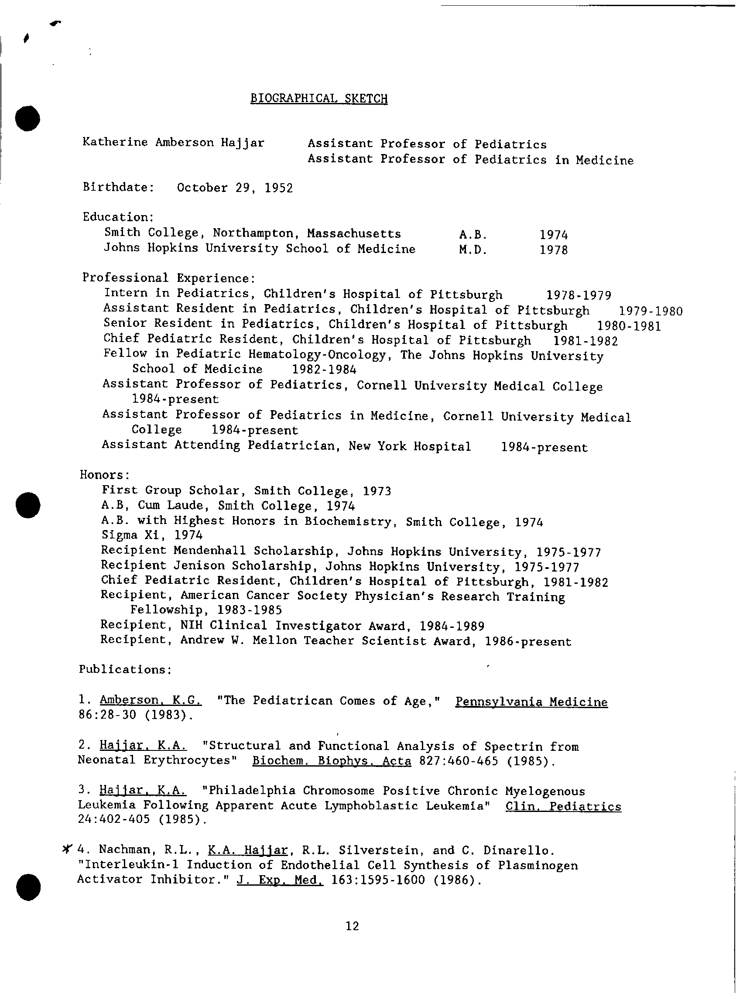 BIOGRAPHICAL SKETCH
Katherine Amberson Hajjar Assistant Professor of Pediatrics
Assistant Professor of Pediatrics in Medicine
Birthdate: October 29, 1952
Education:
Smith College, Northampton, Massachusetts A.B. 1974
Johns Hopkins University School of Medicine M.D. 1978
Professional Experience:
Intern in Pediatrics, Children's Hospital of Pittsburgh 1978-1979
Assistant Resident in Pediatrics, Children's Hospital of Pittsburgh 1979-1980
Senior Resident in Pediatrics, Children's Hospital of Pittsburgh 1980-1981
Chief Pediatric Resident, Children's Hospital of Pittsburgh 1981-1982
Fellow in Pediatric Hematology-Oncology, The Johns Hopkins University
School of Medicine 1982-1984
Assistant Professor of Pediatrics, Cornell University Medical College
1984-present
Assistant Professor of Pediatrics in Medicine, Cornell University Medical
College 1984-present
Assistant Attending Pediatrician, New York Hospital 1984-present
Honors:
First Group Scholar, Smith College, 1973
A.B, Cum Laude, Smith College, 1974
A.B. with Highest Honors in Biochemistry, Smith College, 1974
Sigma Xi, 1974
Recipient Mendenhall Scholarship, Johns Hopkins University, 1975-1977
Recipient Jenison Scholarship, Johns Hopkins University, 1975-1977
Chief Pediatric Resident, Children's Hospital of Pittsburgh, 1981-1982
Recipient, American Cancer Society Physician's Research Training
Fellowship, 1983-1985
Recipient, NIH Clinical Investigator Award, 1984-1989
Recipient, Andrew W. Mellon Teacher Scientist Award, 1986-present
Publications:
1. Amberson, K.G. "The Pediatrican Comes of Age," Pennsylvania Medicine
86:28-30 (1983).
2. Hajjar, K.A. "Structural and Functional Analysis of Spectrin from
Neonatal Erythrocytes" Biochem. Biophys. Acta 827:460-465 (1985).
3. Hajjar, K.A. "Philadelphia Chromosome Positive Chronic Myelogenous
Leukemia Following Apparent Acute Lymphoblastic Leukemia" Clin. Pediatrics
24:402-405 (1985).
* 4. Nachman, R.L., K.A. Hajjar, R.L. Silverstein, and C. Dinarello.
"Interleukin-1 Induction of Endothelial Cell Synthesis of Plasminogen
Activator Inhibitor." J. Exp. Med. 163:1595-1600 (1986).
12